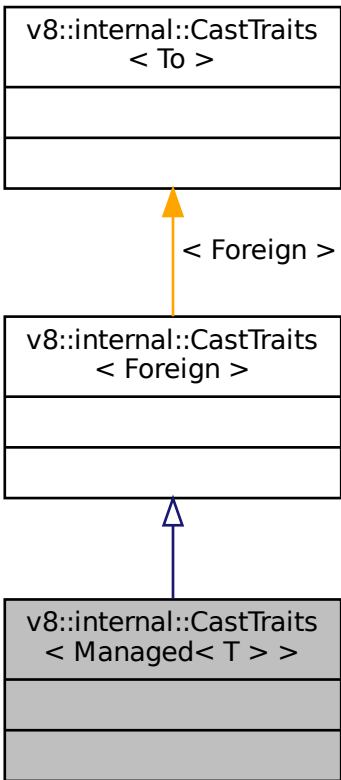 v8::internal::CastTraits
< To >
< Foreign >
v8::internal::CastTraits
< Foreign >
v8::internal::CastTraits
< Managed< T > >